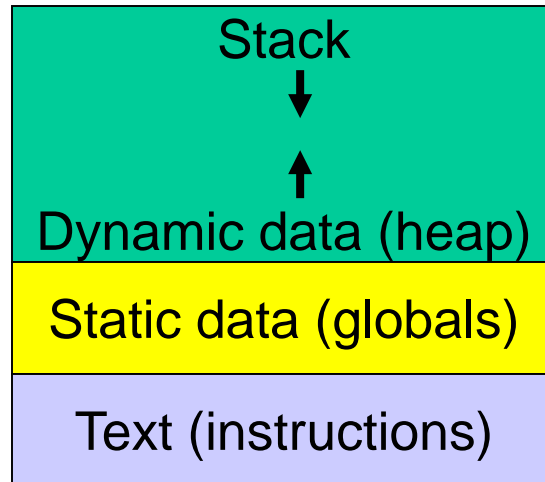 Stack
Dynamic data (heap)
Static data (globals)
Text (instructions)